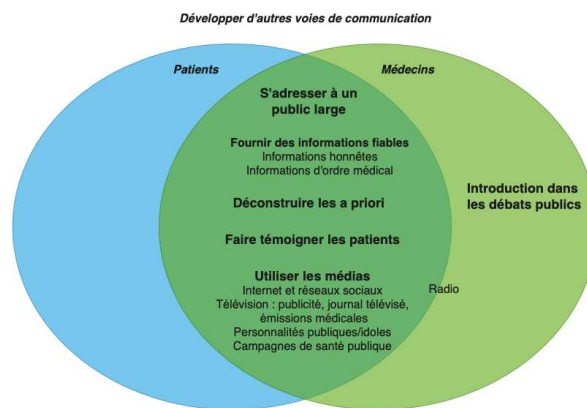 Développer d'autres voies de communication
Patients
Médecins
S'adresser à un
public large
Fournir des informations fiables
Informations honnêtes
Informations d'ordre médical
Déconstruire les a priori
Faire témoigner les patients
Utiliser les médias
Internet et réseaux sociaux
Télévision : publicité, journal télévisé,
émissions médicales
Personnalités publiques/idoles
Campagnes de santé publique
Introduction dans
les débats publics
Radio